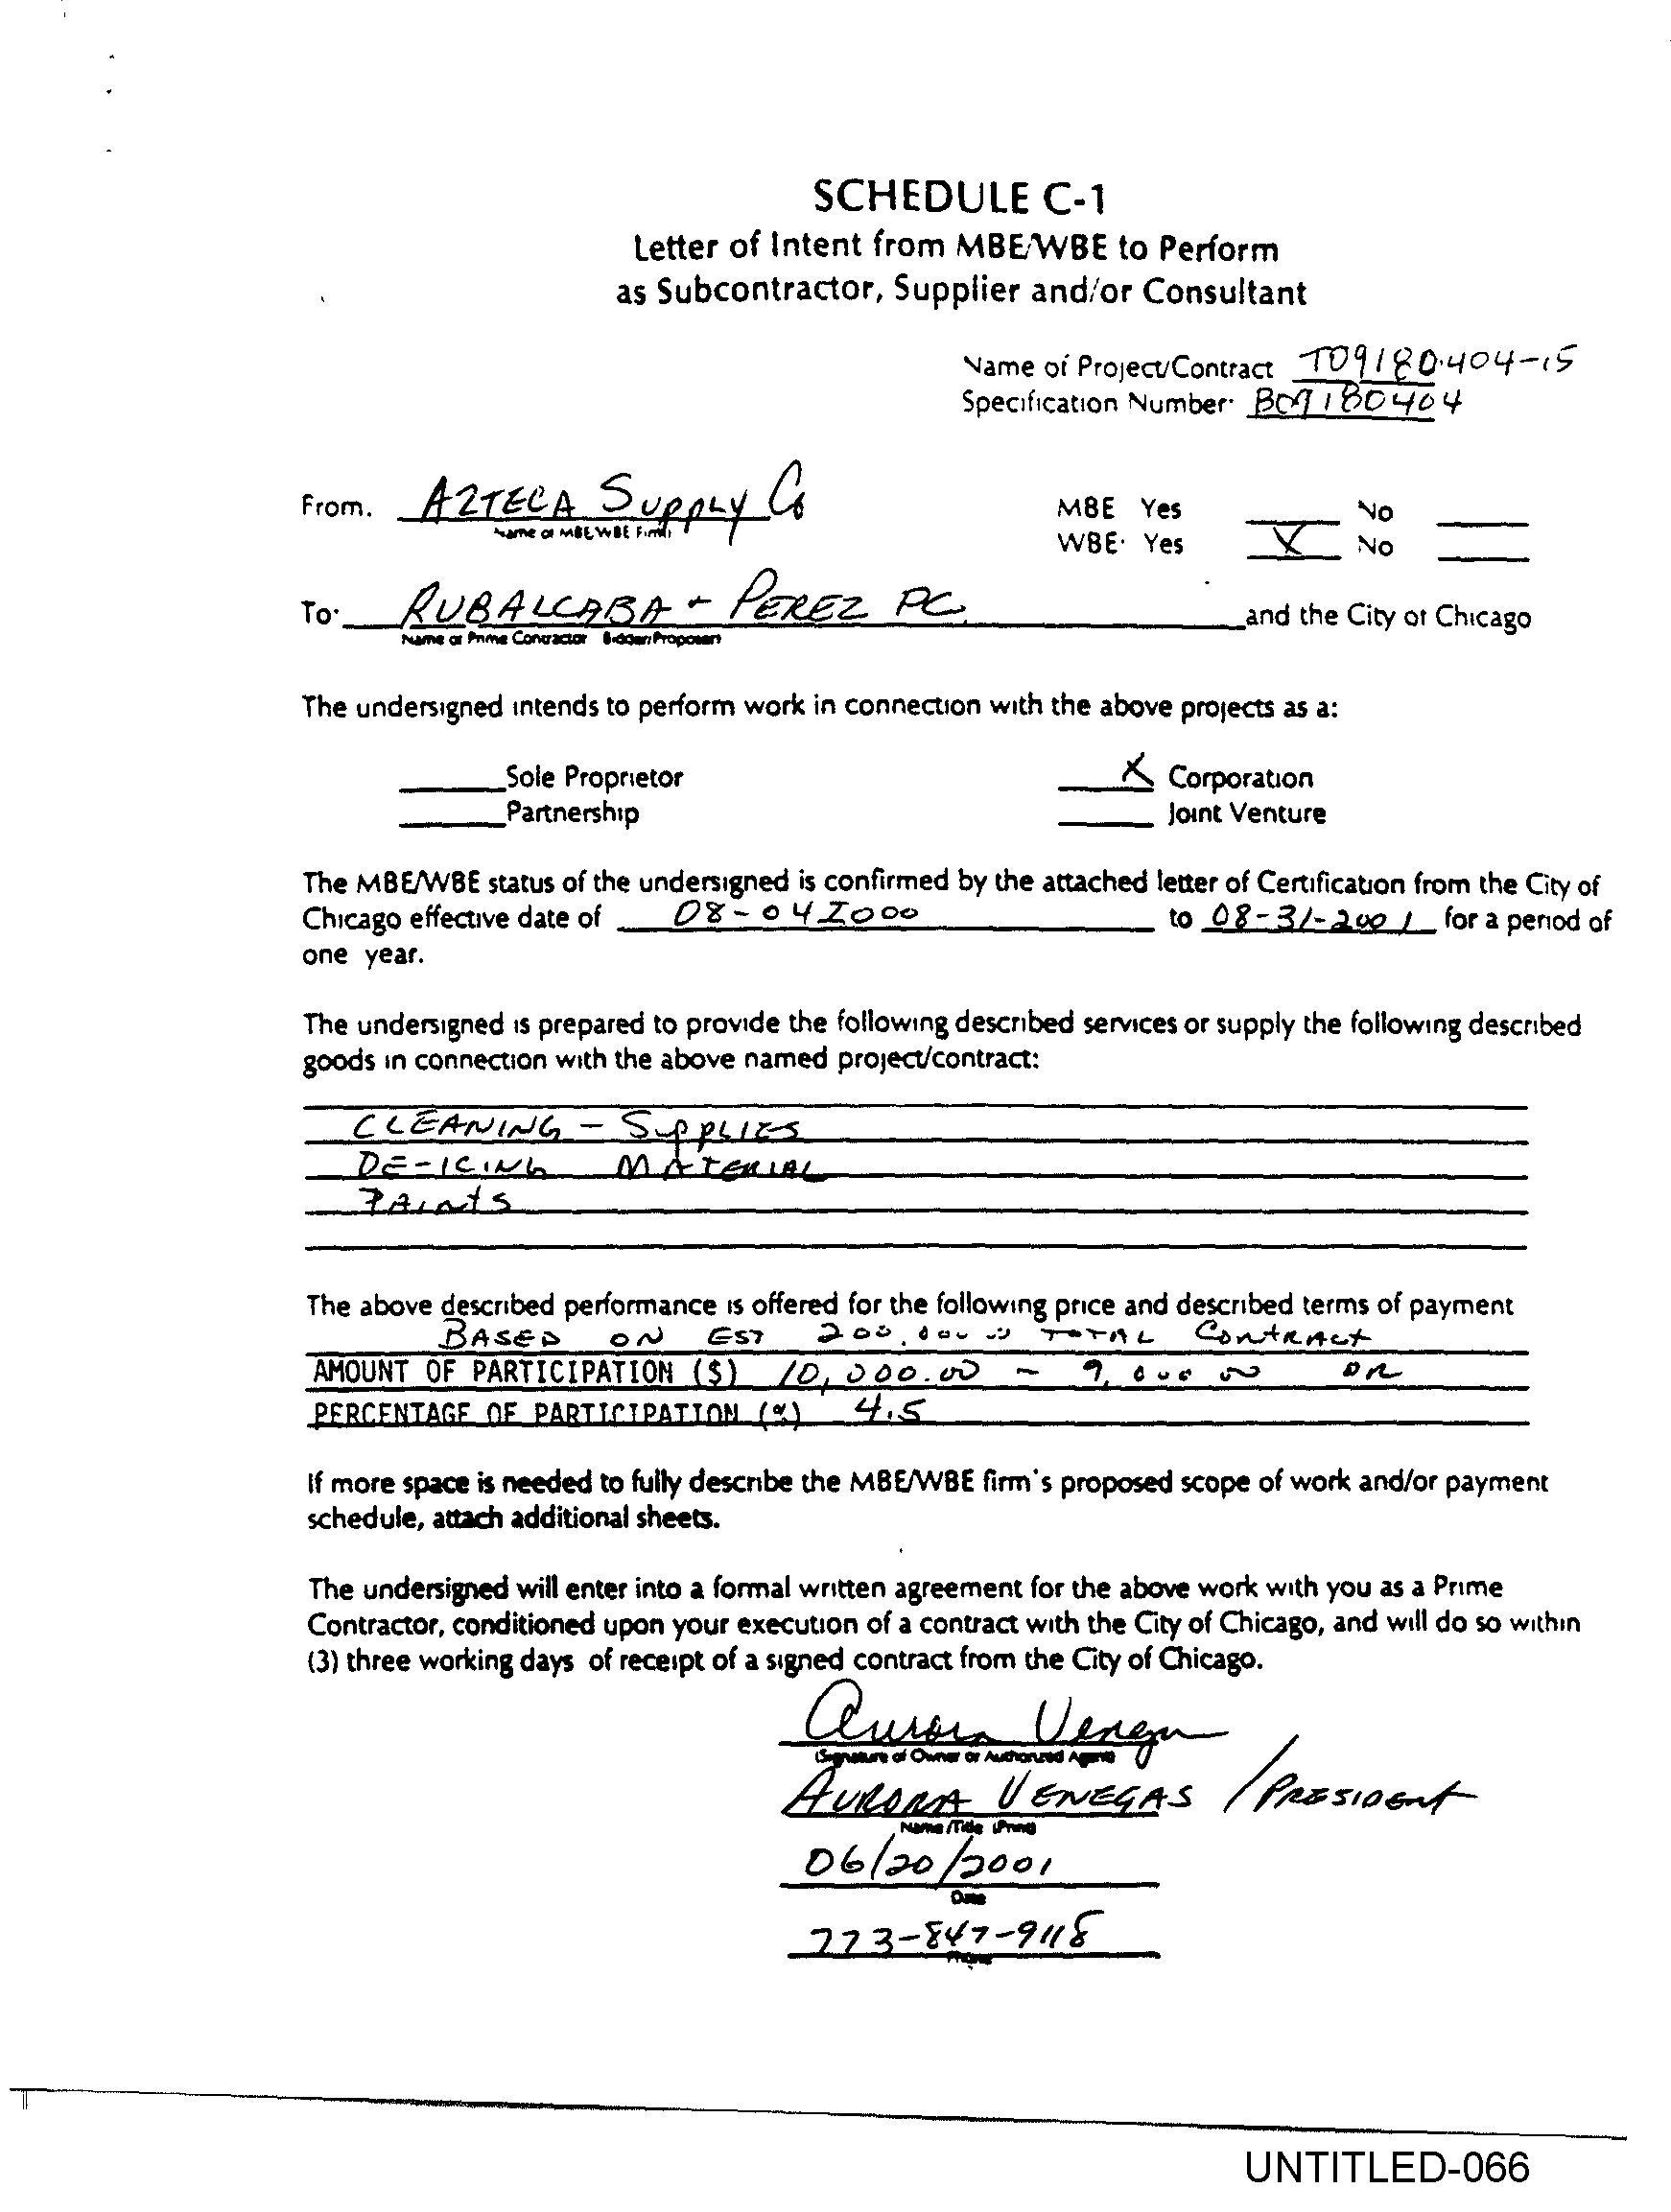 SCHEDULE C-1
Letter of Intent from MBE/WBE to Perform
as Subcontractor, Supplier and/or Consultant
Name of Project/Contract T09180404-15
Specification Number· B09180404
From. AZTECA Supply Co MBE Yes ____ No ____
Name of MBE/WBE Firm
WBE· Yes X No ____
To· RUBALCABA + PEREZ PC. and the City of Chicago
Name of Prime Contractor Bidder/Proposer
The undersigned intends to perform work in connection with the above projects as a:
____ Sole Proprietor X Corporation
____ Partnership ____ Joint Venture
The MBE/WBE status of the undersigned is confirmed by the attached letter of Certification from the City of
Chicago effective date of 08-04 2000 to 08-31-2001 for a period of
one year.
The undersigned is prepared to provide the following described services or supply the following described
goods in connection with the above named project/contract:
CLEANING - SUPPLIES
DE-ICING MATERIAL
PAINTS
The above described performance is offered for the following price and described terms of payment
BASED ON EST 200,000 00 TOTAL CONTRACT
AMOUNT OF PARTICIPATION ($) 10,000.00 - 9,000 00 OR
PERCENTAGE OF PARTICIPATION (%) 4.5
If more space is needed to fully describe the MBE/WBE firm's proposed scope of work and/or payment
schedule, attach additional sheets.
The undersigned will enter into a formal written agreement for the above work with you as a Prime
Contractor, conditioned upon your execution of a contract with the City of Chicago, and will do so within
(3) three working days of receipt of a signed contract from the City of Chicago.
Aurora Venegas
(Signature of Owner or Authorized Agent)
AURORA VENEGAS / PRESIDENT
Name/Title (Print)
06/20/2001
Date
773-847-9118
Phone
UNTITLED-066